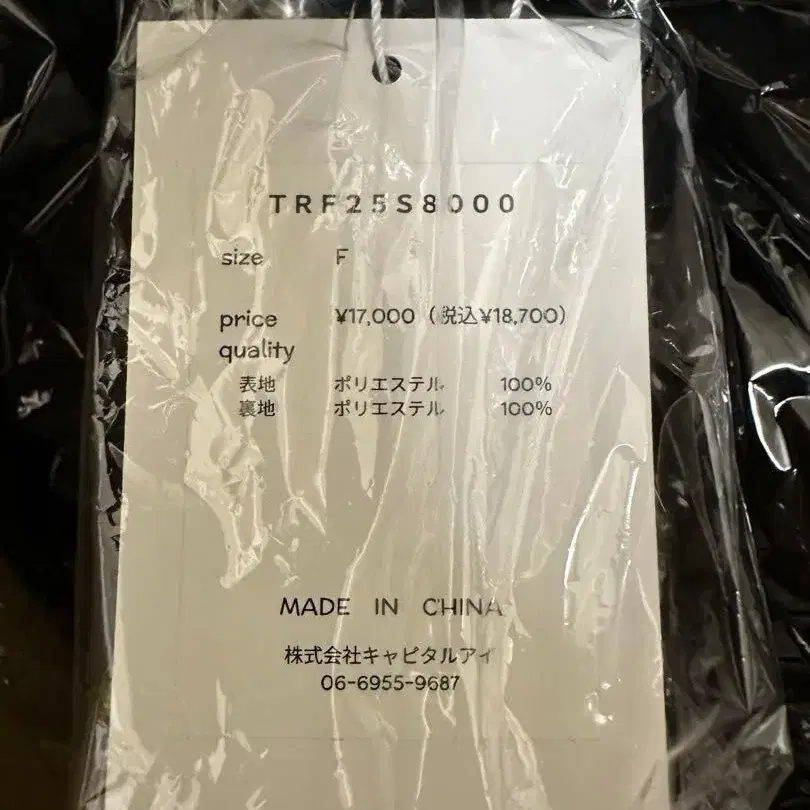 TRF25S8000
size F
price ¥17,000 (税込¥18,700)
quality
表地 ポリエステル 100%
裏地 ポリエステル 100%
MADE IN CHINA
株式会社キャピタルアイ
06-6955-9687